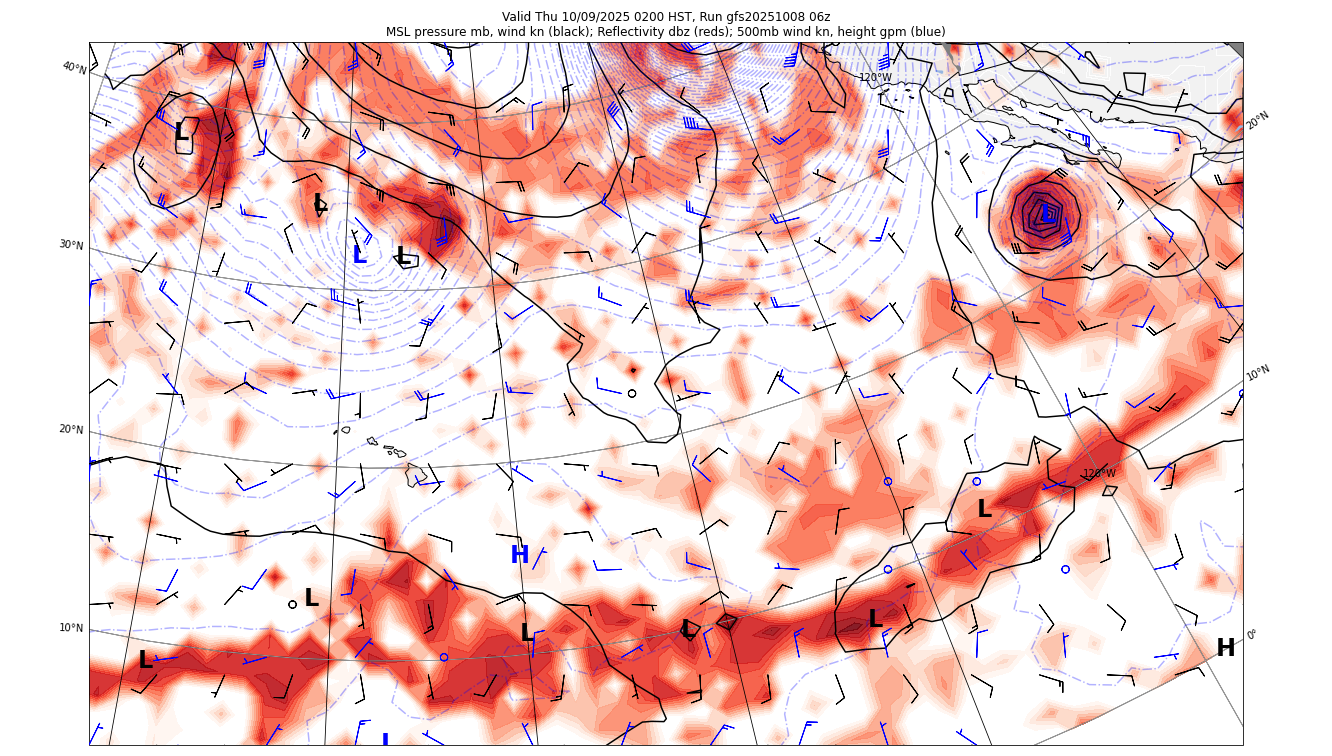 Valid Thu 10/09/2025 0200 HST, Run gfs20251008 06z
MSL pressure mb, wind kn (black); Reflectivity dbz (reds); 500mb wind kn, height gpm (blue)
40°N
120°W
20°N
L
L
L
L
L
30°N
10°N
20°N
120°W
L
H
L
L
L
L
10°N
0°
L
H
L